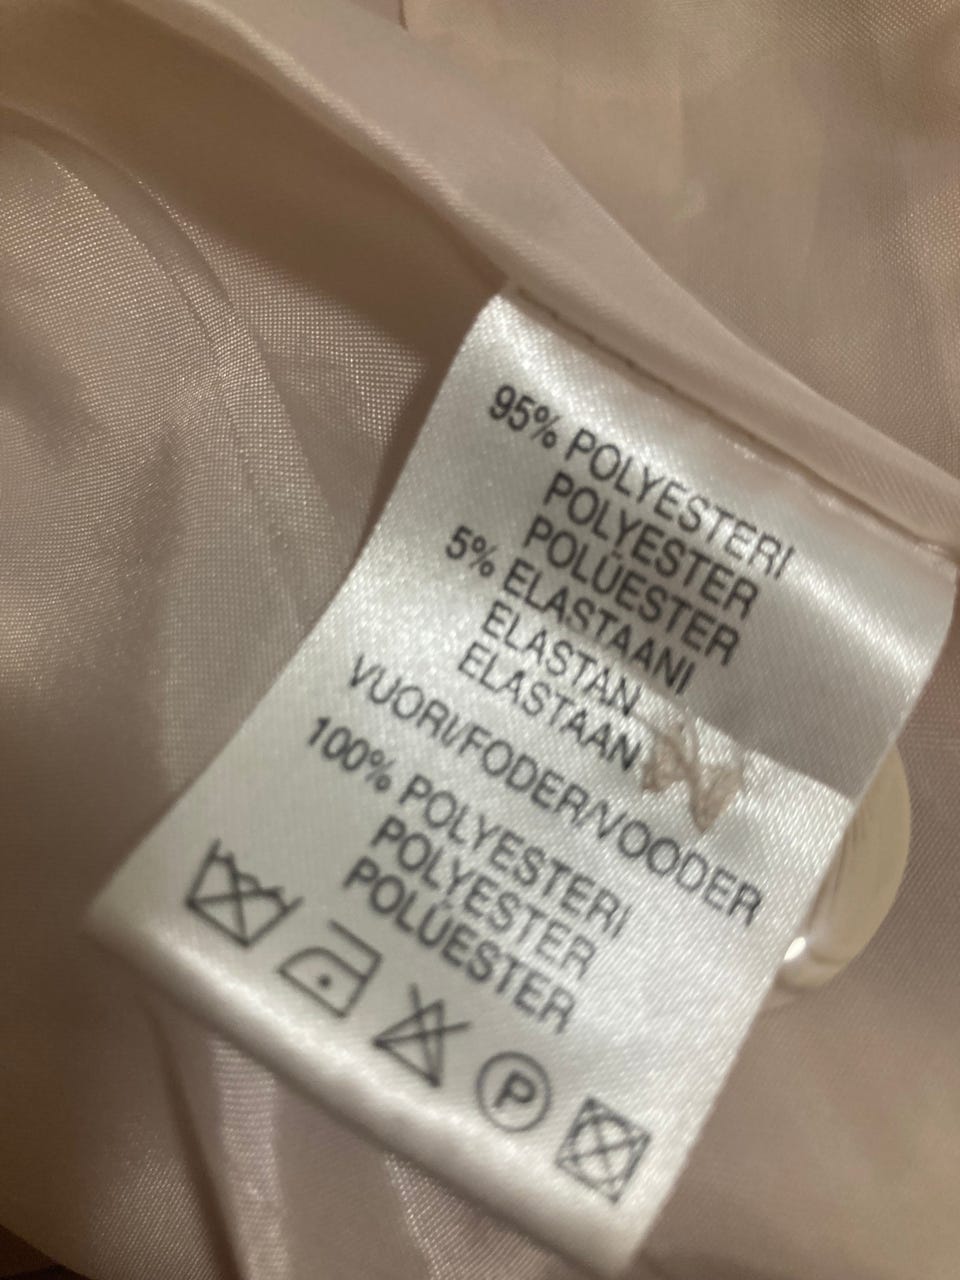 95% POLYESTERI
POLYESTER
POLÜESTER
5% ELASTAANI
ELASTAN
ELASTAAN
VUORI/FODER/VOODER
100% POLYESTERI
POLYESTER
POLÜESTER
P